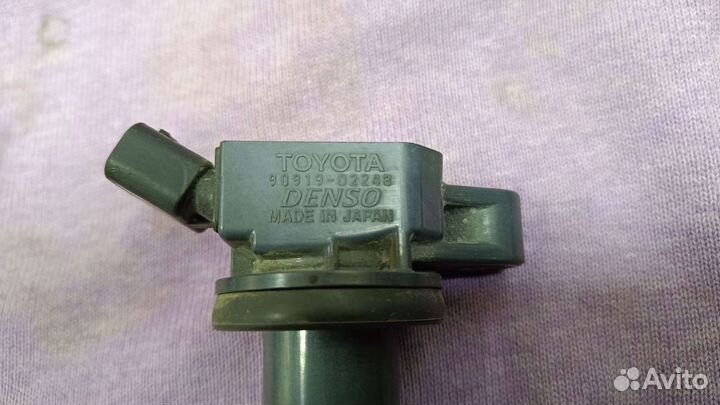 TOYOTA
90919-02248
DENSO
MADE IN JAPAN
Avito